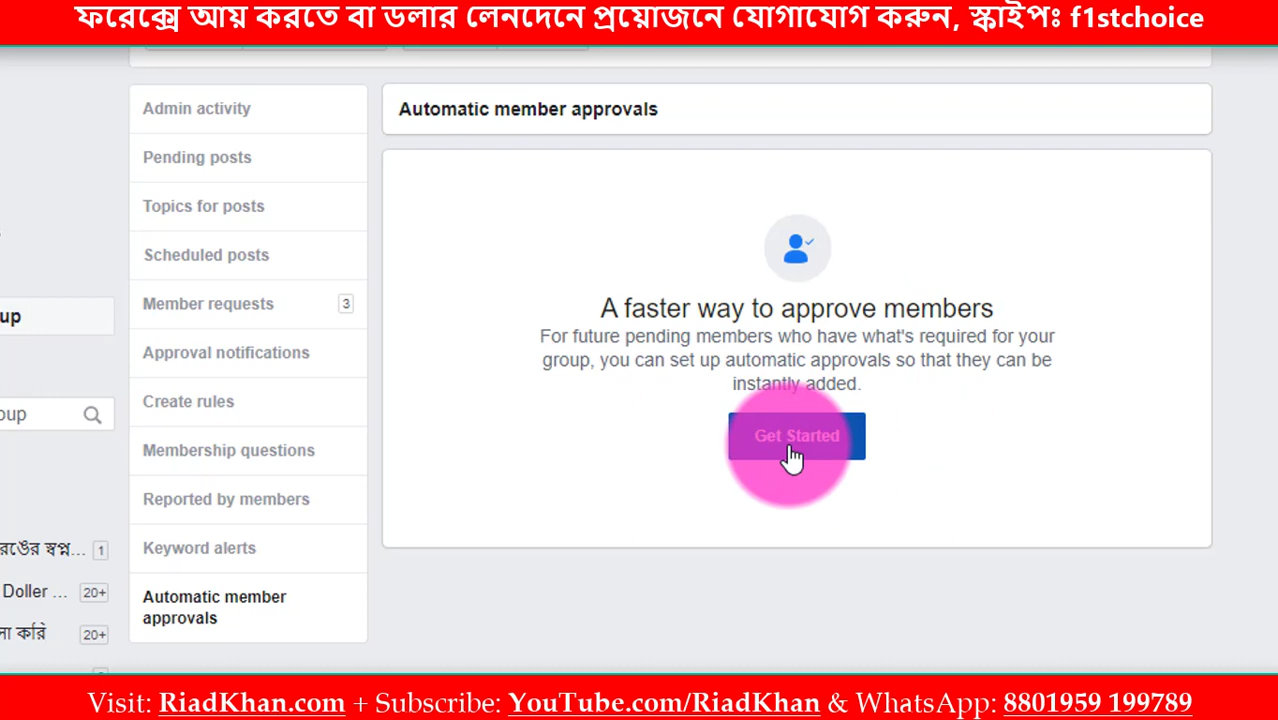 ফরেক্সে আয় করতে বা ডলার লেনদেনে প্রয়োজনে যোগাযোগ করুন, স্কাইপঃ f1stchoice
Admin activity
Automatic member approvals
Pending posts
Topics for posts
Scheduled posts
Member requests 3
Approval notifications
Create rules
Membership questions
Reported by members
Keyword alerts
Automatic member
approvals
A faster way to approve members
For future pending members who have what's required for your
group, you can set up automatic approvals so that they can be
instantly added.
Get Started
up
oup
রঙের স্বপ্ন... 1
Doller ... 20+
সা করি 20+
Visit: RiadKhan.com + Subscribe: YouTube.com/RiadKhan & WhatsApp: 8801959 199789